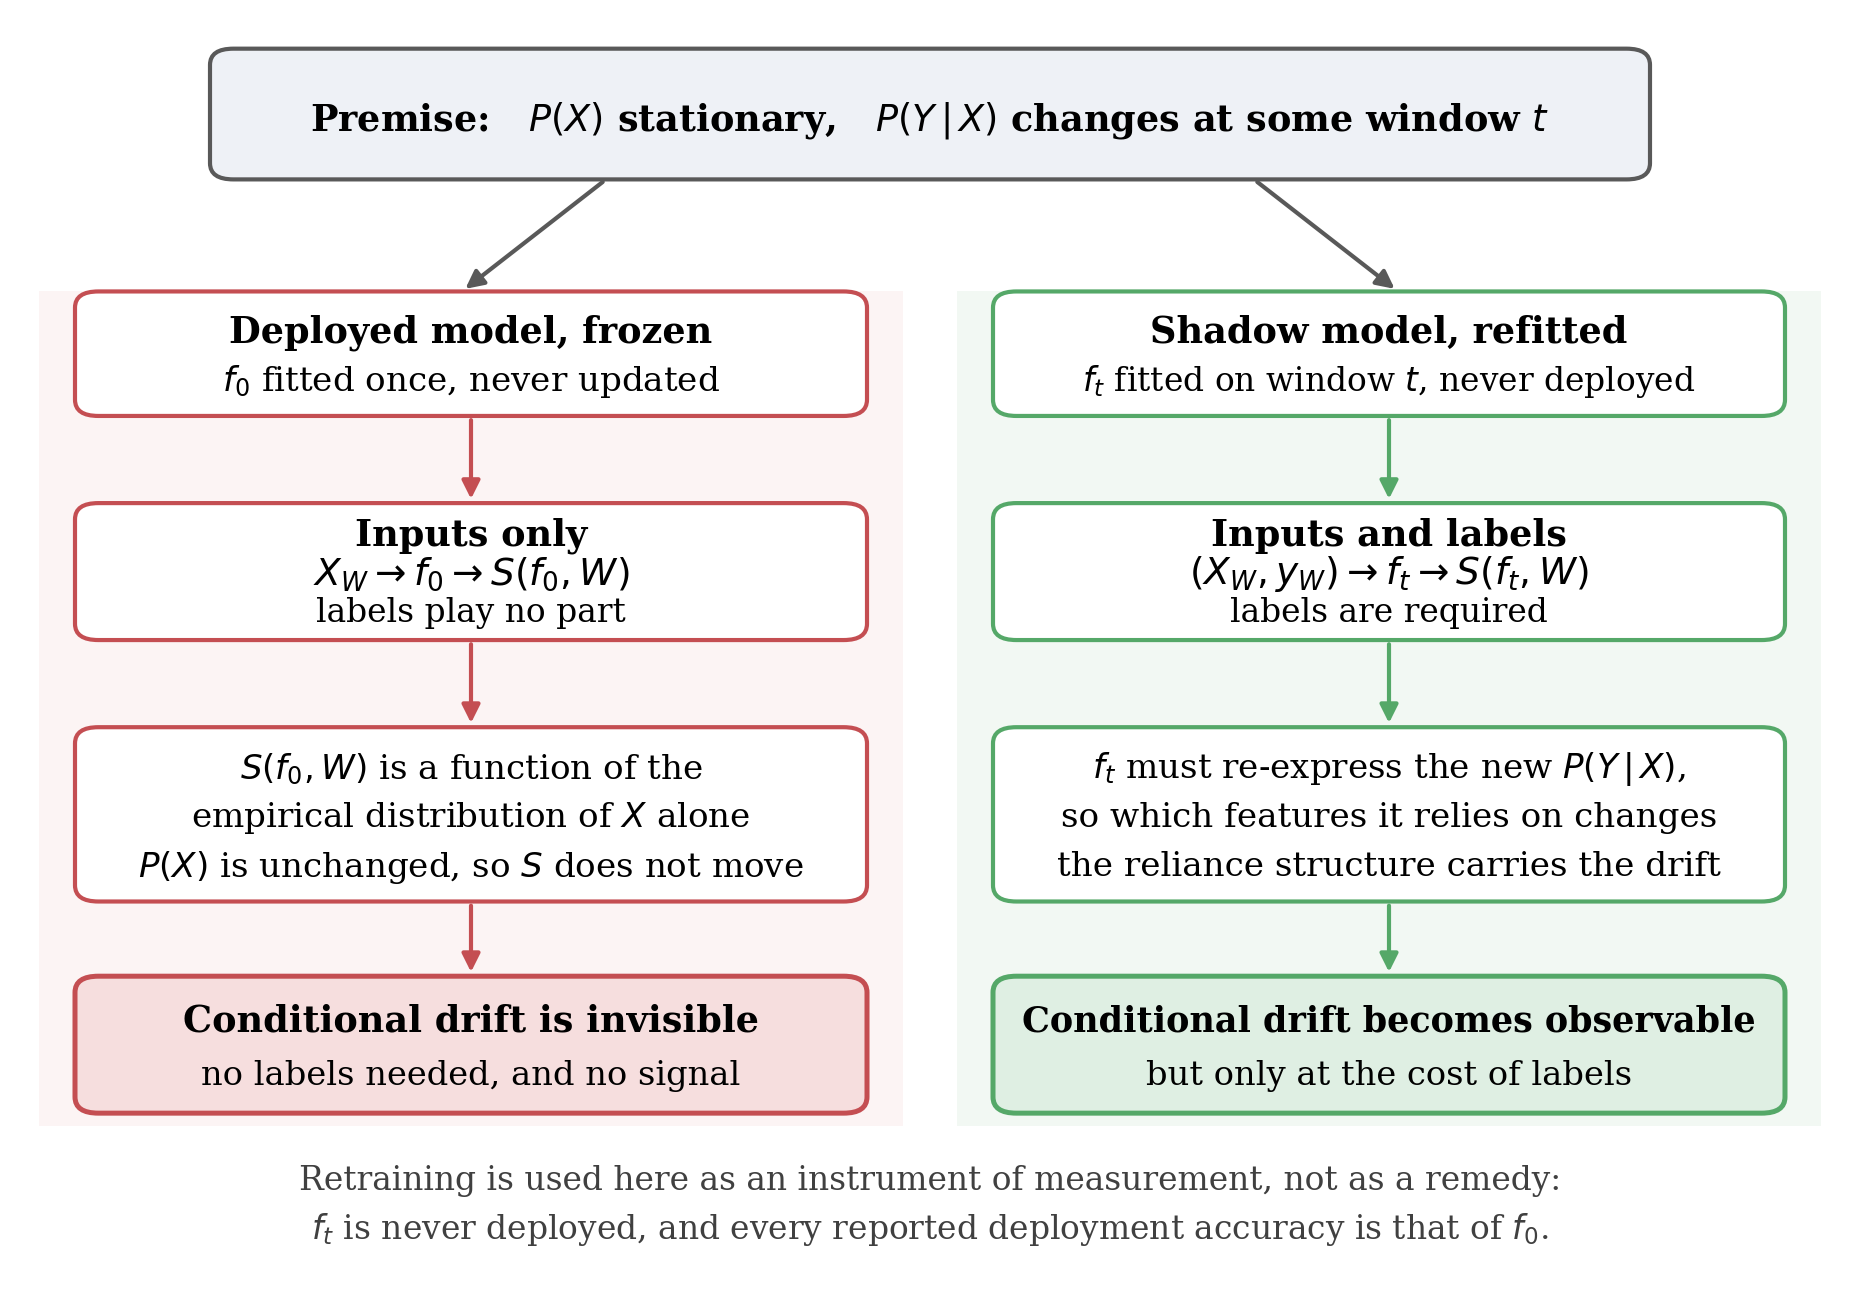 Premise: P(X) stationary, P(Y | X) changes at some window t
Deployed model, frozen
f₀ fitted once, never updated
Inputs only
X_W → f₀ → S(f₀, W)
labels play no part
S(f₀, W) is a function of the
empirical distribution of X alone
P(X) is unchanged, so S does not move
Conditional drift is invisible
no labels needed, and no signal
Shadow model, refitted
fₜ fitted on window t, never deployed
Inputs and labels
(X_W, y_W) → fₜ → S(fₜ, W)
labels are required
fₜ must re-express the new P(Y | X),
so which features it relies on changes
the reliance structure carries the drift
Conditional drift becomes observable
but only at the cost of labels
Retraining is used here as an instrument of measurement, not as a remedy:
fₜ is never deployed, and every reported deployment accuracy is that of f₀.